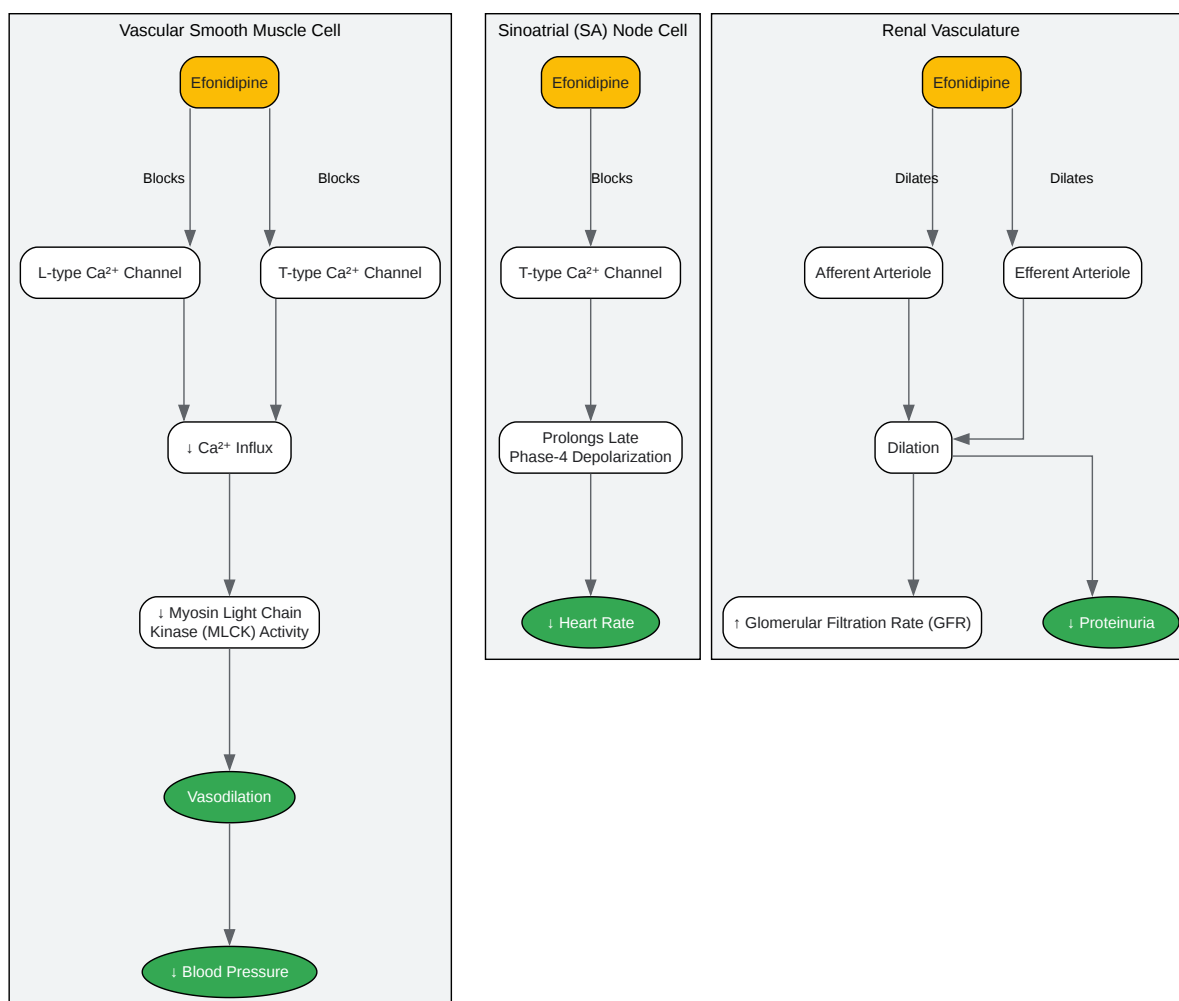 Vascular Smooth Muscle Cell
Efonidipine
Blocks
Blocks
L-type Ca²⁺ Channel
T-type Ca²⁺ Channel
↓ Ca²⁺ Influx
↓ Myosin Light Chain
Kinase (MLCK) Activity
Vasodilation
↓ Blood Pressure
Sinoatrial (SA) Node Cell
Efonidipine
Blocks
T-type Ca²⁺ Channel
Prolongs Late
Phase-4 Depolarization
↓ Heart Rate
Renal Vasculature
Efonidipine
Dilates
Dilates
Afferent Arteriole
Efferent Arteriole
Dilation
↑ Glomerular Filtration Rate (GFR)
↓ Proteinuria